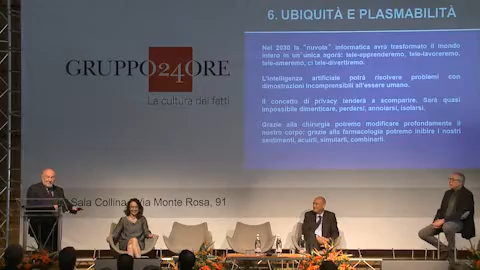 6. UBIQUITÀ E PLASMABILITÀ
Nel 2030 la "nuvola" informatica avrà trasformato il mondo
intero in un'unica agorà: tele-apprenderemo, tele-lavoreremo,
tele-ameremo, ci tele-divertiremo.
L'intelligenza artificiale potrà risolvere problemi con
dimostrazioni incomprensibili all'essere umano.
Il concetto di privacy tenderà a scomparire. Sarà quasi
impossibile dimenticare, perdersi, annoiarsi, isolarsi.
Grazie alla chirurgia potremo modificare profondamente il
nostro corpo; grazie alla farmacologia potremo inibire i nostri
sentimenti, acuirli, simularli, combinarli.
GRUPPO24ORE
La cultura dei fatti
Sala Collina Via Monte Rosa, 91